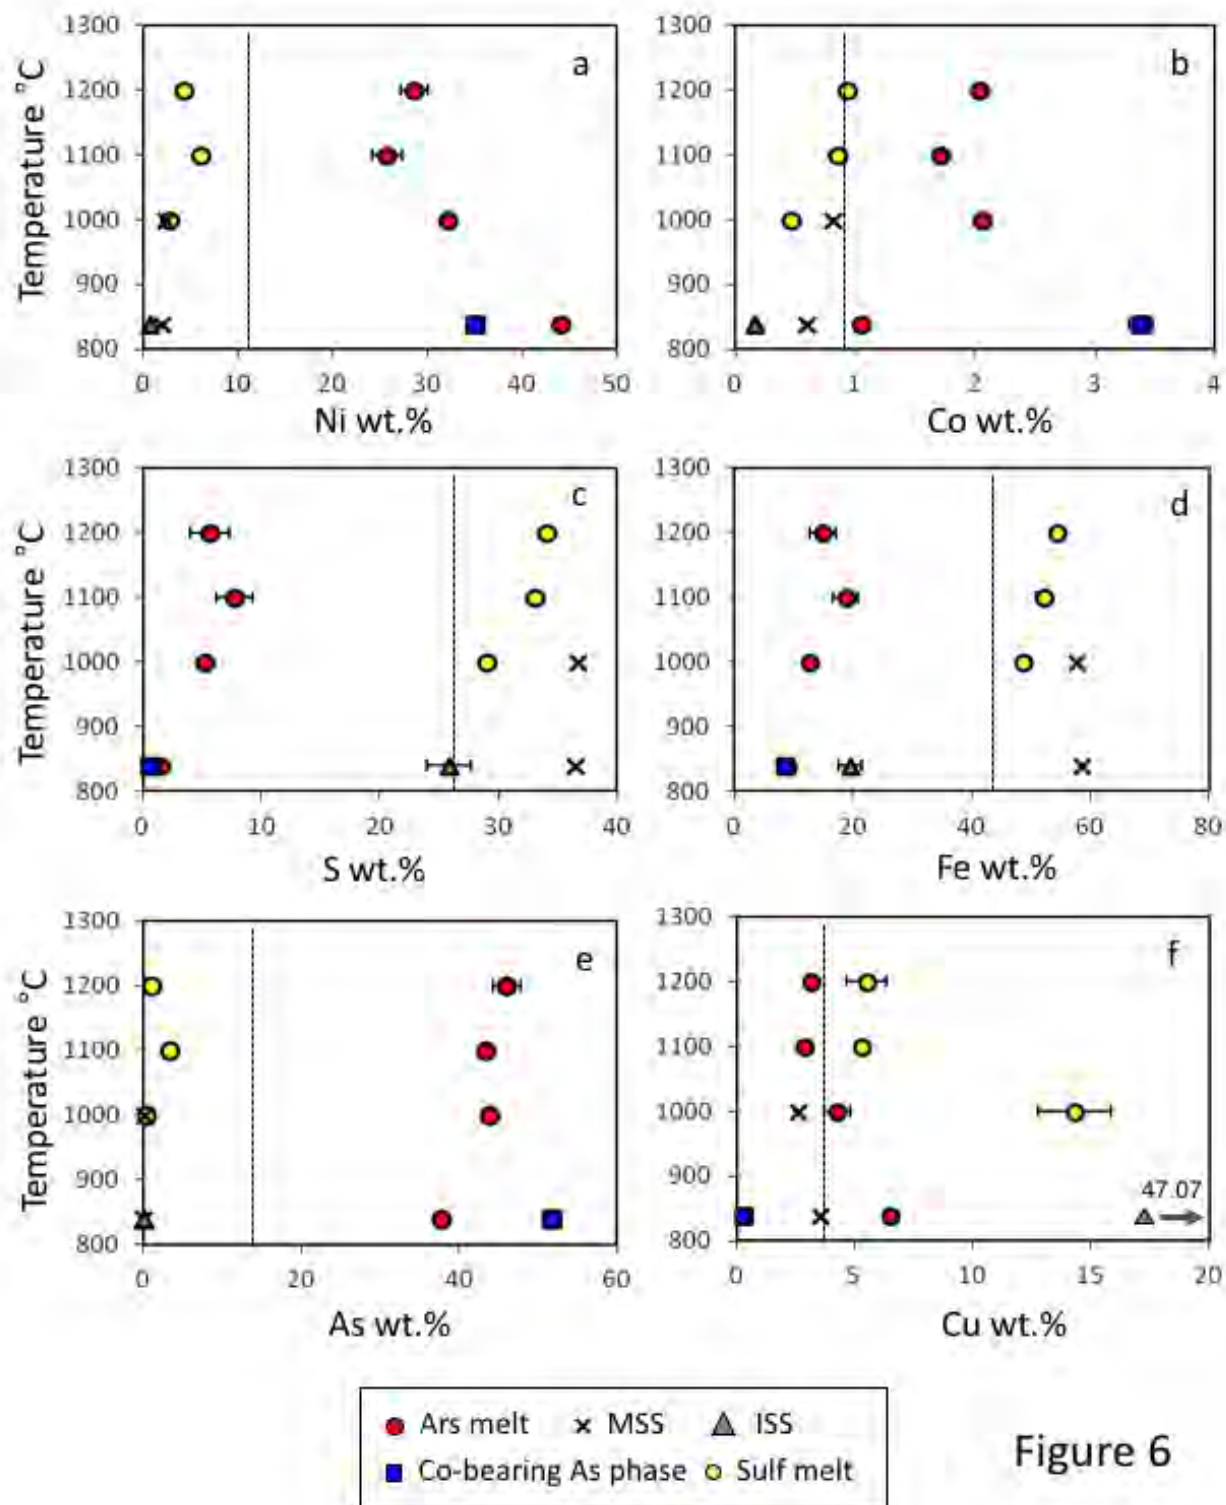 1300
1200
1100
1000
900
800
Temperature °C
a
0 10 20 30 40 50
Ni wt.%
1300
1200
1100
1000
900
800
b
0 1 2 3 4
Co wt.%
1300
1200
1100
1000
900
800
Temperature °C
c
0 10 20 30 40
S wt.%
1300
1200
1100
1000
900
800
d
0 20 40 60 80
Fe wt.%
1300
1200
1100
1000
900
800
Temperature °C
e
0 20 40 60
As wt.%
1300
1200
1100
1000
900
800
f
47.07
0 5 10 15 20
Cu wt.%
Ars melt MSS ISS
Co-bearing As phase Sulf melt
Figure 6